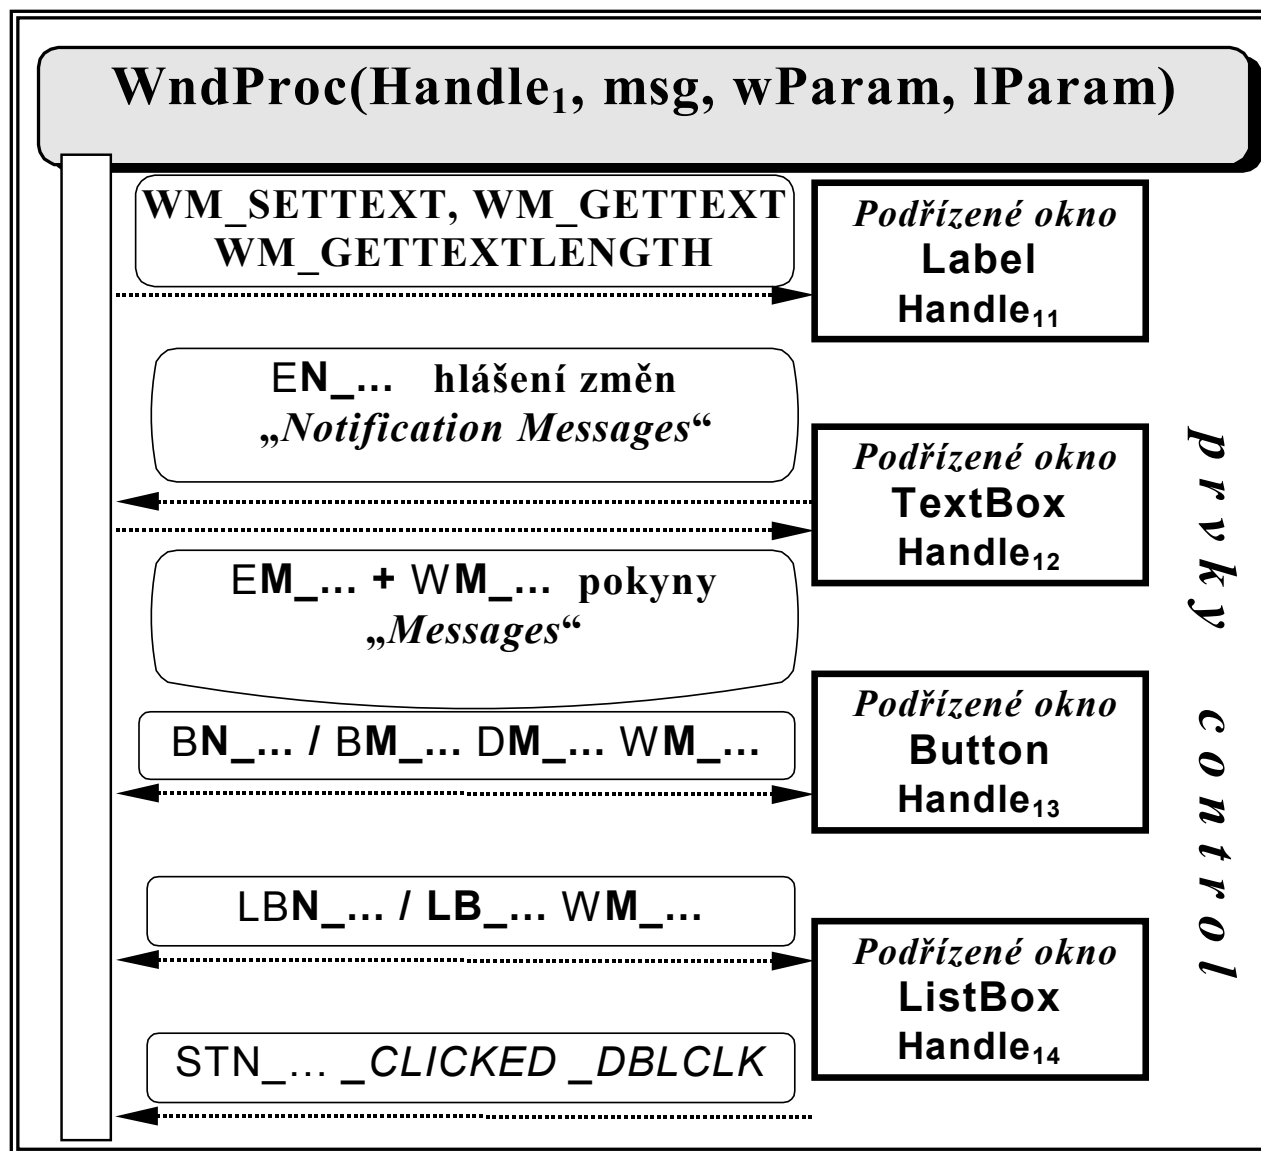 WndProc(Handle₁, msg, wParam, lParam)
WM_SETTEXT, WM_GETTEXT
WM_GETTEXTLENGTH
Podřízené okno
Label
Handle₁₁
EN_... hlášení změn
„Notification Messages“
Podřízené okno
TextBox
Handle₁₂
EM_... + WM_... pokyny
„Messages“
Podřízené okno
Button
Handle₁₃
BN_... / BM_... DM_... WM_...
LBN_... / LB_... WM_...
Podřízené okno
ListBox
Handle₁₄
STN_... _CLICKED _DBLCLK
prvky control